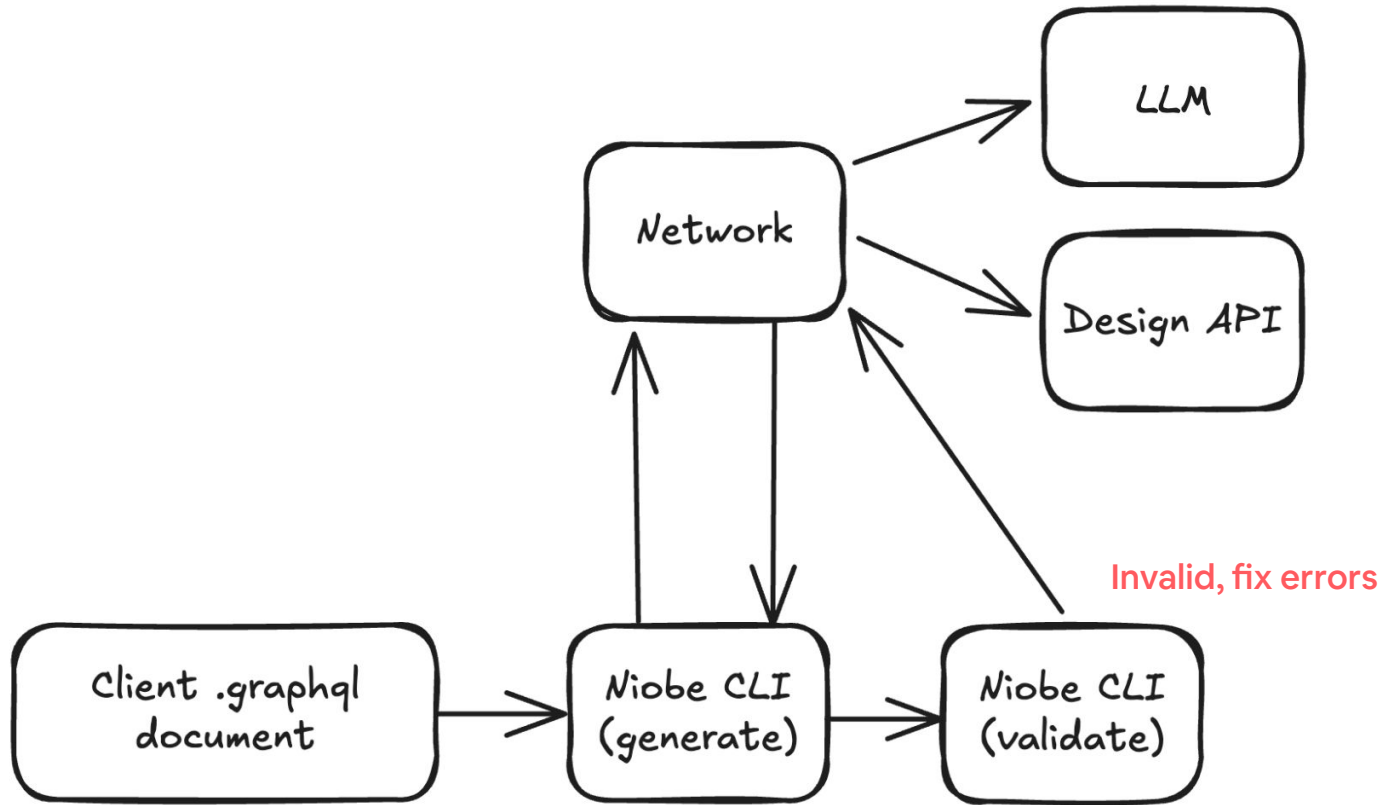 LLM
Network
Design API
Invalid, fix errors
Client .graphql
document
Niobe CLI
(generate)
Niobe CLI
(validate)